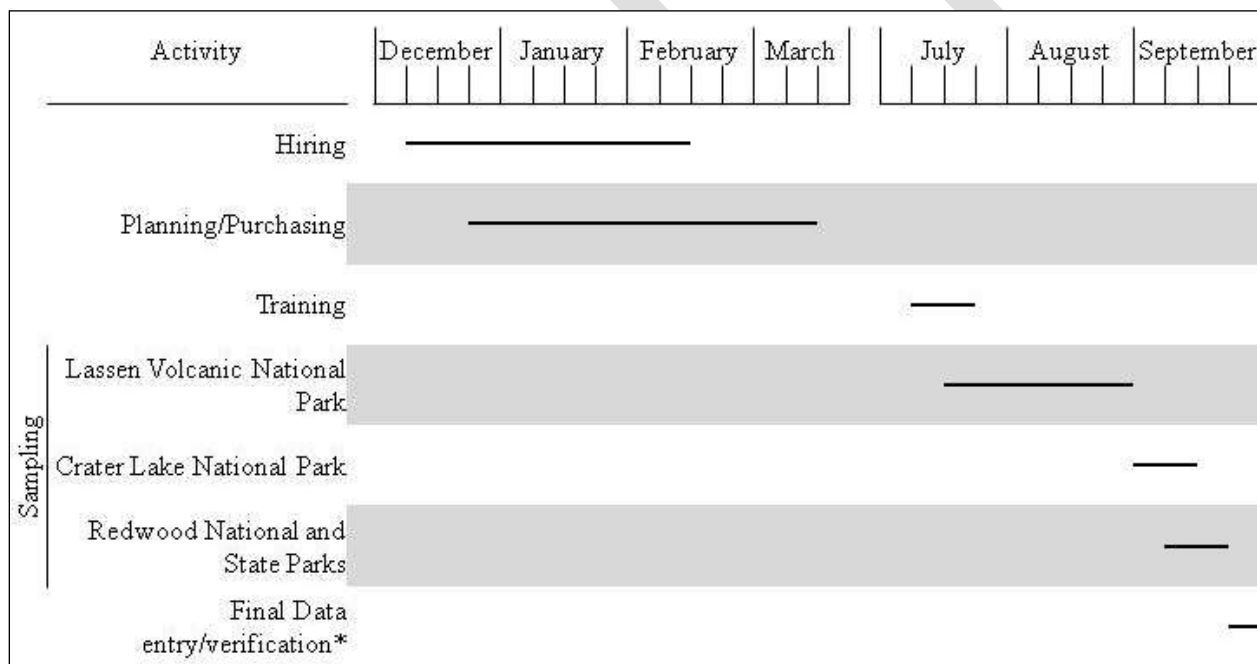 Activity December January February March July August September
Hiring
Planning/Purchasing
Training
Sampling
Lassen Volcanic National
Park
Crater Lake National Park
Redwood National and
State Parks
Final Data
entry/verification*